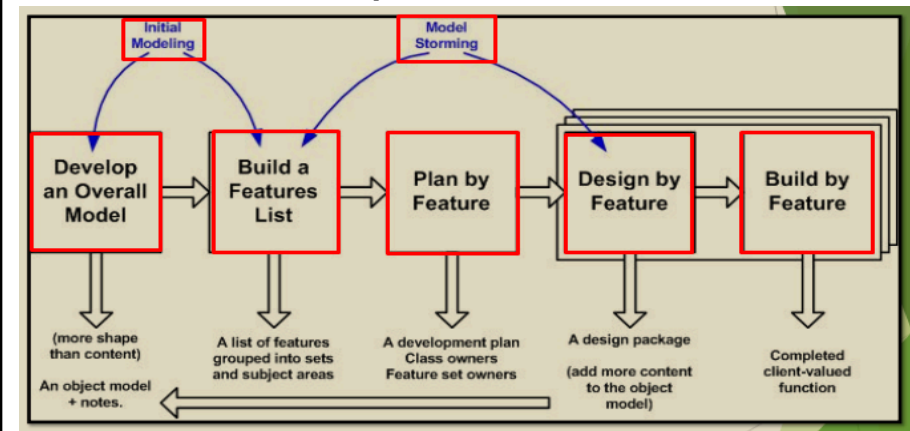 Initial
Modeling
Model
Storming
Develop
an Overall
Model
Build a
Features
List
Plan by
Feature
Design by
Feature
Build by
Feature
(more shape
than content)
An object model
+ notes.
A list of features
grouped into sets
and subject areas
A development plan
Class owners
Feature set owners
A design package
(add more content
to the object
model)
Completed
client-valued
function